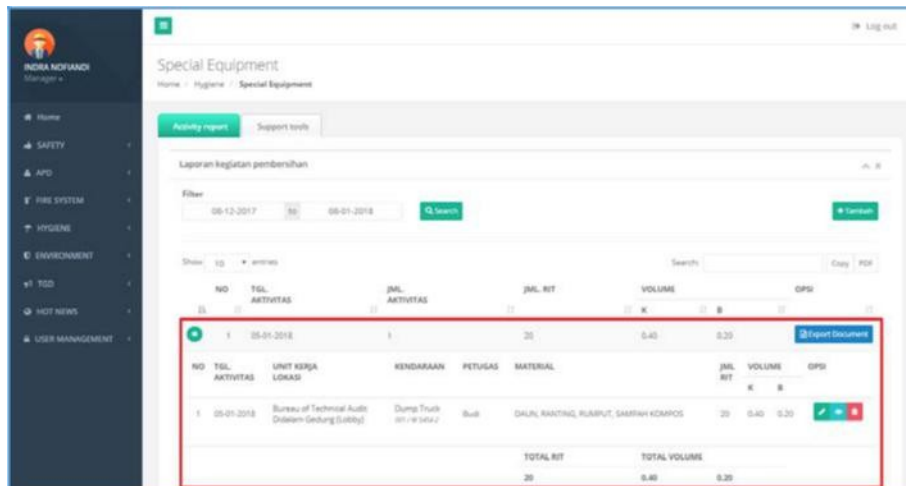 Log out
INDRA NOFIANDI
Manager
Special Equipment
Home / Hygiene / Special Equipment
Home
SAFETY
APD
FIRE SYSTEM
HYGIENE
ENVIRONMENT
TGD
HOT NEWS
USER MANAGEMENT
Activity report Support tools
Laporan kegiatan pembersihan
Filter
08-12-2017 to 08-01-2018 Search Tambah
Show 10 entries Search: Copy PDF
NO TGL. AKTIVITAS JML. AKTIVITAS JML. RIT VOLUME OPSI
K B
1 05-01-2018 1 20 0.40 0.20 Export Document
NO TGL. AKTIVITAS UNIT KERJA LOKASI KENDARAAN PETUGAS MATERIAL JML RIT VOLUME OPSI
K B
1 05-01-2018 Bureau of Technical Audit Dump Truck Budi DAUN, RANTING, RUMPUT, SAMPAH KOMPOS 20 0.40 0.20
Didalam Gedung (Lobby)
TOTAL RIT TOTAL VOLUME
20 0.40 0.20